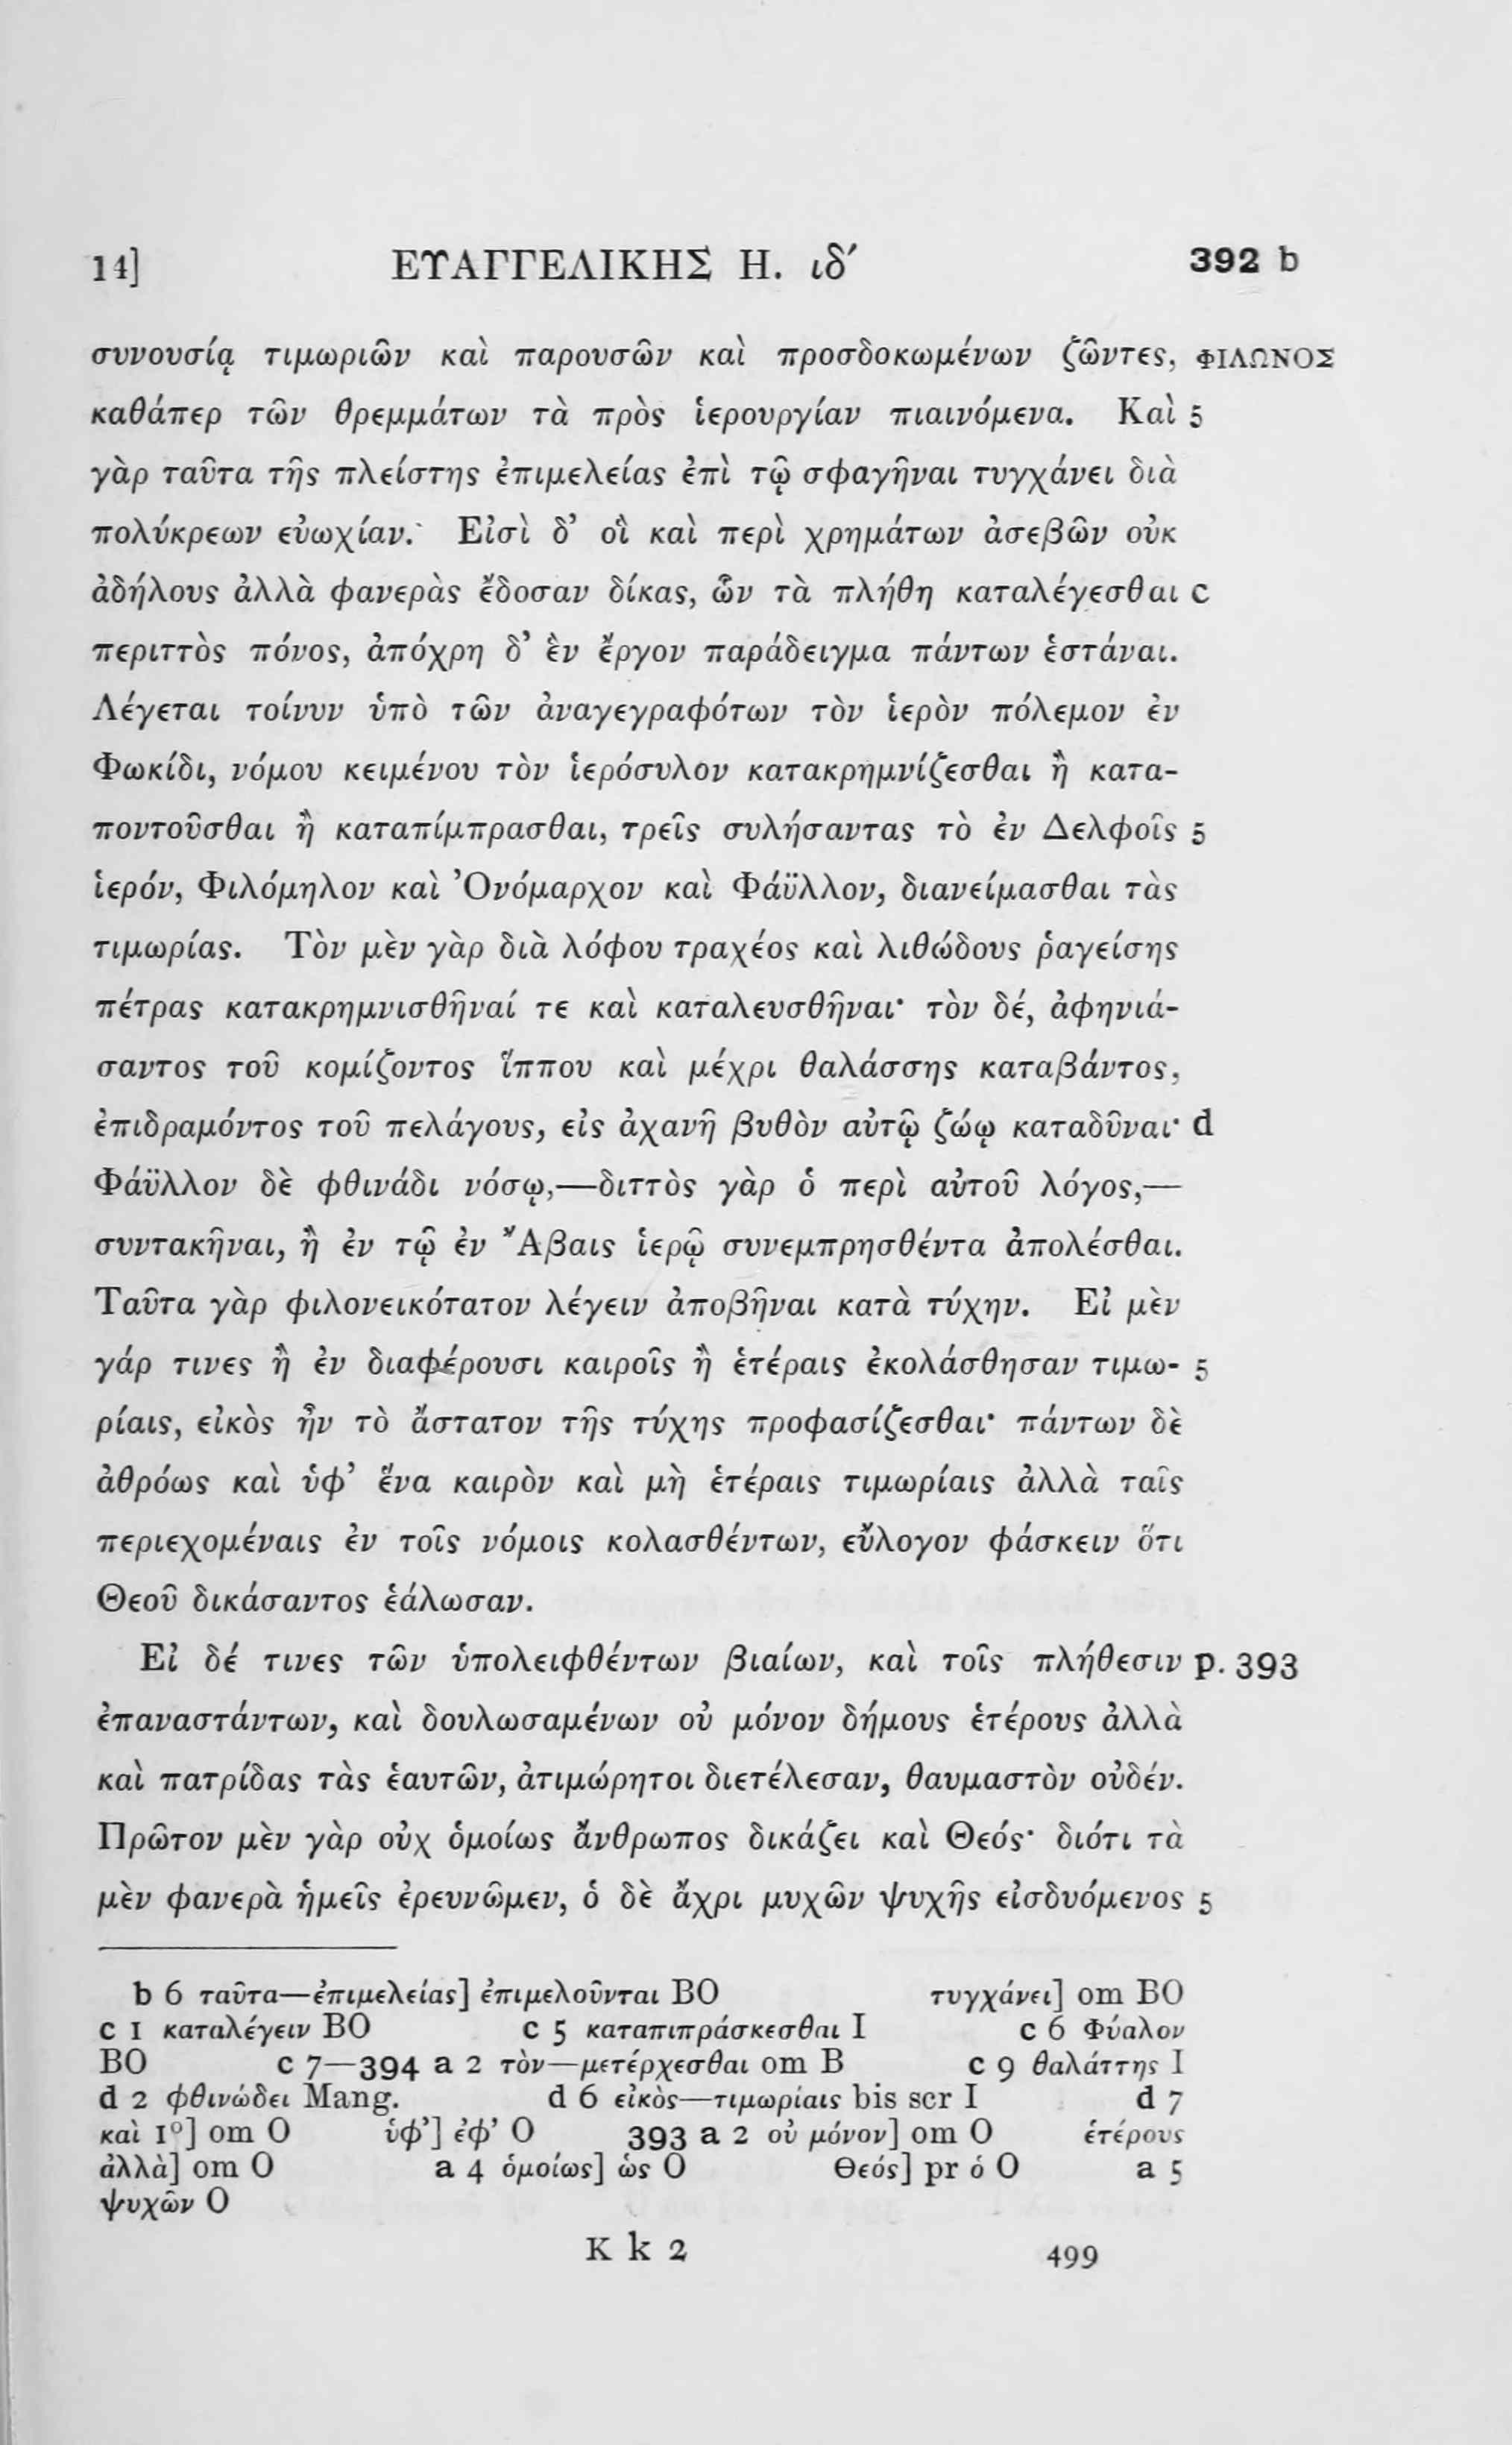 14] ΕΥΑΓΓΕΛΙΚΗΣ Η. ιδ′ 392 b
συνουσίᾳ τιμωριῶν καὶ παρουσῶν καὶ προσδοκωμένων ζῶντες, ΦΙΛΩΝΟΣ
καθάπερ τῶν θρεμμάτων τὰ πρὸς ἱερουργίαν πιαινόμενα. Καὶ 5
γὰρ ταῦτα τῆς πλείστης ἐπιμελείας ἐπὶ τῷ σφαγῆναι τυγχάνει διὰ
πολύκρεων εὐωχίαν. Εἰσὶ δ’ οἳ καὶ περὶ χρημάτων ἀσεβῶν οὐκ
ἀδήλους ἀλλὰ φανερὰς ἔδοσαν δίκας, ὧν τὰ πλήθη καταλέγεσθαι c
περιττὸς πόνος, ἀπόχρη δ’ ἓν ἔργον παράδειγμα πάντων ἑστάναι.
Λέγεται τοίνυν ὑπὸ τῶν ἀναγεγραφότων τὸν ἱερὸν πόλεμον ἐν
Φωκίδι, νόμου κειμένου τὸν ἱερόσυλον κατακρημνίζεσθαι ἢ κατα-
ποντοῦσθαι ἢ καταπίμπρασθαι, τρεῖς συλήσαντας τὸ ἐν Δελφοῖς 5
ἱερόν, Φιλόμηλον καὶ Ὀνόμαρχον καὶ Φάϋλλον, διανείμασθαι τὰς
τιμωρίας. Τὸν μὲν γὰρ διὰ λόφου τραχέος καὶ λιθώδους ῥαγείσης
πέτρας κατακρημνισθῆναί τε καὶ καταλευσθῆναι· τὸν δέ, ἀφηνιά-
σαντος τοῦ κομίζοντος ἵππου καὶ μέχρι θαλάσσης καταβάντος,
ἐπιδραμόντος τοῦ πελάγους, εἰς ἀχανῆ βυθὸν αὐτῷ ζώῳ καταδῦναι· d
Φάϋλλον δὲ φθινάδι νόσῳ,—διττὸς γὰρ ὁ περὶ αὐτοῦ λόγος,—
συντακῆναι, ἢ ἐν τῷ ἐν Ἄβαις ἱερῷ συνεμπρησθέντα ἀπολέσθαι.
Ταῦτα γὰρ φιλονεικότατον λέγειν ἀποβῆναι κατὰ τύχην. Εἰ μὲν
γάρ τινες ἢ ἐν διαφέρουσι καιροῖς ἢ ἑτέραις ἐκολάσθησαν τιμω- 5
ρίαις, εἰκὸς ἦν τὸ ἄστατον τῆς τύχης προφασίζεσθαι· πάντων δὲ
ἀθρόως καὶ ὑφ’ ἕνα καιρὸν καὶ μὴ ἑτέραις τιμωρίαις ἀλλὰ ταῖς
περιεχομέναις ἐν τοῖς νόμοις κολασθέντων, εὔλογον φάσκειν ὅτι
Θεοῦ δικάσαντος ἑάλωσαν.
Εἰ δέ τινες τῶν ὑπολειφθέντων βιαίων, καὶ τοῖς πλήθεσιν p. 393
ἐπαναστάντων, καὶ δουλωσαμένων οὐ μόνον δήμους ἑτέρους ἀλλὰ
καὶ πατρίδας τὰς ἑαυτῶν, ἀτιμώρητοι διετέλεσαν, θαυμαστὸν οὐδέν.
Πρῶτον μὲν γὰρ οὐχ ὁμοίως ἄνθρωπος δικάζει καὶ Θεός· διότι τὰ
μὲν φανερὰ ἡμεῖς ἐρευνῶμεν, ὁ δὲ ἄχρι μυχῶν ψυχῆς εἰσδυόμενος 5
b 6 ταῦτα—ἐπιμελείας] ἐπιμελοῦνται BO τυγχάνει] om BO
c 1 καταλέγειν BO c 5 καταπιπράσκεσθαι I c 6 Φύαλον
BO c 7—394 a 2 τὸν—μετέρχεσθαι om B c 9 θαλάττης I
d 2 φθινώδει Mang. d 6 εἰκὸς—τιμωρίαις bis scr I d 7
καὶ 1°] om O ὑφ’] ἐφ’ O 393 a 2 οὐ μόνον] om O ἑτέρους
ἀλλὰ] om O a 4 ὁμοίως] ὡς O Θεός] pr ὁ O a 5
ψυχῶν O
K k 2 499